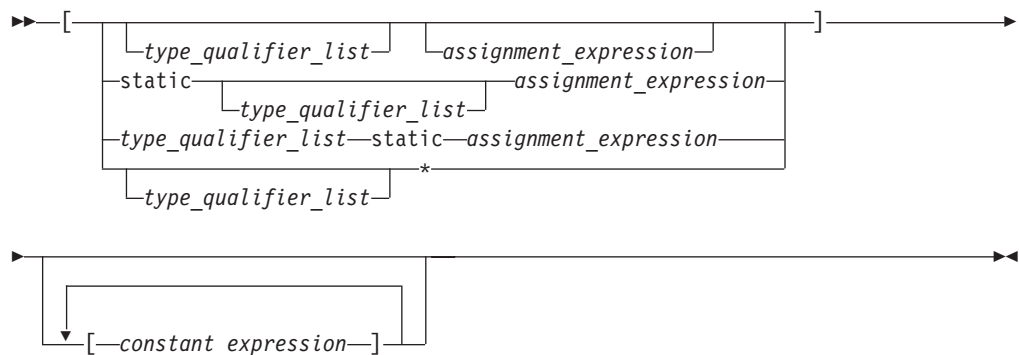 [ ]
type_qualifier_list assignment_expression
static assignment_expression
type_qualifier_list
type_qualifier_list static assignment_expression
*
type_qualifier_list
[ constant expression ]